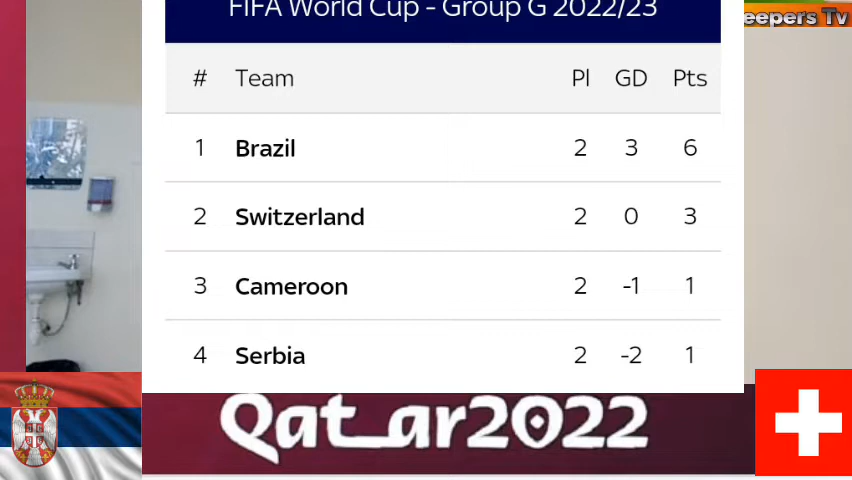 FIFA World Cup - Group G 2022/23
eepers Tv
# Team Pl GD Pts
1 Brazil 2 3 6
2 Switzerland 2 0 3
3 Cameroon 2 -1 1
4 Serbia 2 -2 1
Qatar2022